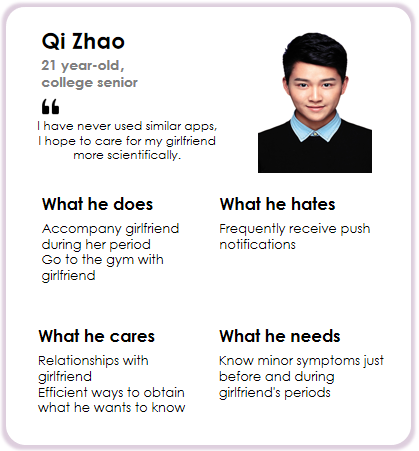 Qi Zhao
21 year-old,
college senior
❝
I have never used similar apps,
I hope to care for my girlfriend
more scientifically.
What he does
Accompany girlfriend
during her period
Go to the gym with
girlfriend
What he hates
Frequently receive push
notifications
What he cares
Relationships with
girlfriend
Efficient ways to obtain
what he wants to know
What he needs
Know minor symptoms just
before and during
girlfriend's periods